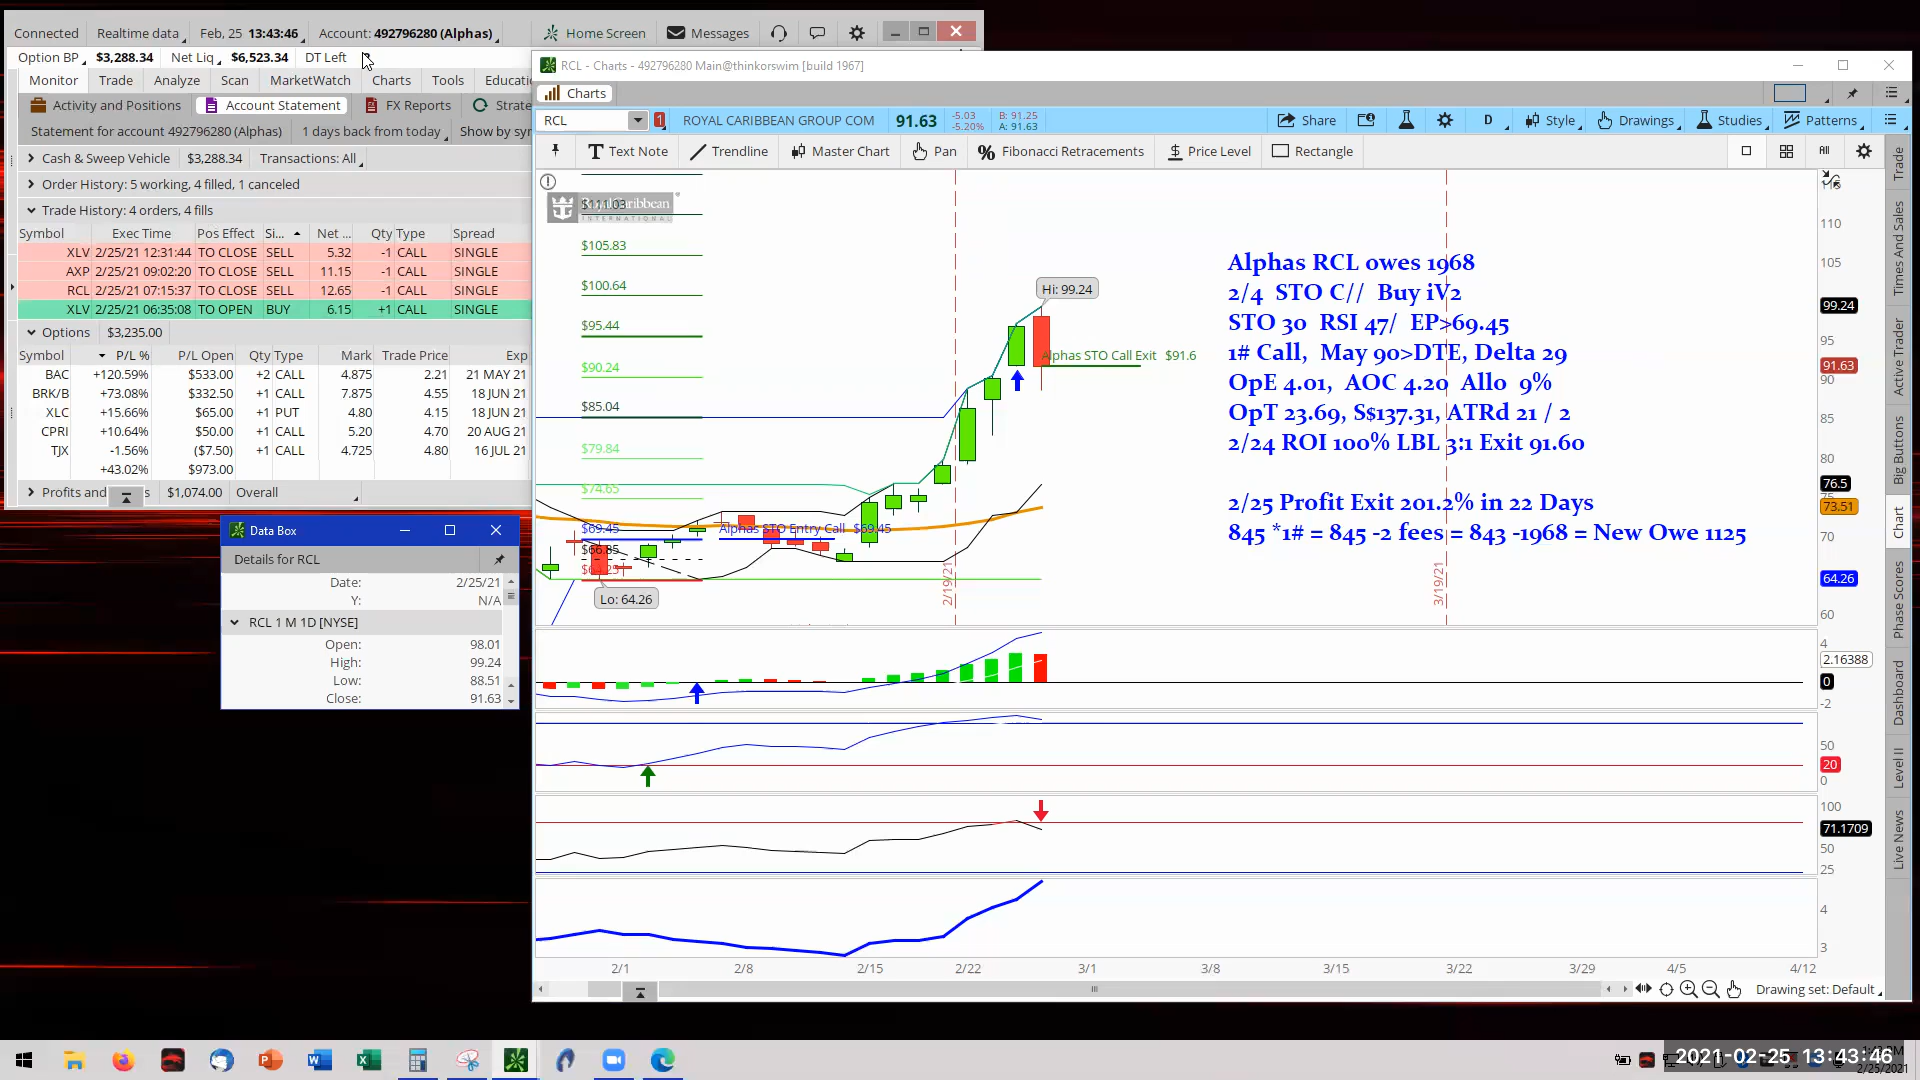 Connected Realtime data Feb, 25 13:43:46 Account: 492796280 (Alphas) Home Screen Messages
Option BP $3,288.34 Net Liq $6,523.34 DT Left
Monitor Trade Analyze Scan MarketWatch Charts Tools Educati
Activity and Positions Account Statement FX Reports Strate
Statement for account 492796280 (Alphas) 1 days back from today Show by sym
Cash & Sweep Vehicle $3,288.34 Transactions: All
Order History: 5 working, 4 filled, 1 canceled
Trade History: 4 orders, 4 fills
Symbol Exec Time Pos Effect Si... Net ... Qty Type Spread
XLV 2/25/21 12:31:44 TO CLOSE SELL 5.32 -1 CALL SINGLE
AXP 2/25/21 09:02:20 TO CLOSE SELL 11.15 -1 CALL SINGLE
RCL 2/25/21 07:15:37 TO CLOSE SELL 12.65 -1 CALL SINGLE
XLV 2/25/21 06:35:08 TO OPEN BUY 6.15 +1 CALL SINGLE
Options $3,235.00
Symbol P/L % P/L Open Qty Type Mark Trade Price Exp
BAC +120.59% $533.00 +2 CALL 4.875 2.21 21 MAY 21
BRK/B +73.08% $332.50 +1 CALL 7.875 4.55 18 JUN 21
XLC +15.66% $65.00 +1 PUT 4.80 4.15 18 JUN 21
CPRI +10.64% $50.00 +1 CALL 5.20 4.70 20 AUG 21
TJX -1.56% ($7.50) +1 CALL 4.725 4.80 16 JUL 21
+43.02% $973.00
Profits and s $1,074.00 Overall
Data Box
Details for RCL
Date: 2/25/21
Y: N/A
RCL 1 M 1D [NYSE]
Open: 98.01
High: 99.24
Low: 88.51
Close: 91.63
RCL - Charts - 492796280 Main@thinkorswim [build 1967]
Charts
RCL 1 ROYAL CARIBBEAN GROUP COM 91.63 -5.03 -5.20% B: 91.25 A: 91.63 Share D Style Drawings Studies Patterns
Text Note Trendline Master Chart Pan Fibonacci Retracements Price Level Rectangle All
$111.03
INTERNATIONAL
$105.83
$100.64
$95.44
$90.24
$85.04
$79.84
$74.65
$69.45
$66.85
Hi: 99.24
Alphas STO Call Exit $91.6
Alphas STO Entry Call $69.45
Lo: 64.26
2/19/21
3/19/21
Alphas RCL owes 1968
2/4 STO C// Buy iV2
STO 30 RSI 47/ EP>69.45
1# Call, May 90>DTE, Delta 29
OpE 4.01, AOC 4.20 Allo 9%
OpT 23.69, S$137.31, ATRd 21 / 2
2/24 ROI 100% LBL 3:1 Exit 91.60
2/25 Profit Exit 201.2% in 22 Days
845 *1# = 845 -2 fees = 843 -1968 = New Owe 1125
110
105
99.24
95
91.63
90
85
80
76.5
73.51
70
64.26
60
4
2.16388
0
-2
50
20
0
100
71.1709
50
25
4
3
2/1 2/8 2/15 2/22 3/1 3/8 3/15 3/22 3/29 4/5 4/12
Drawing set: Default
Trade
Times And Sales
Active Trader
Big Buttons
Chart
Phase Scores
Dashboard
Level II
Live News
2021-02-25 13:43:46
2/25/2021